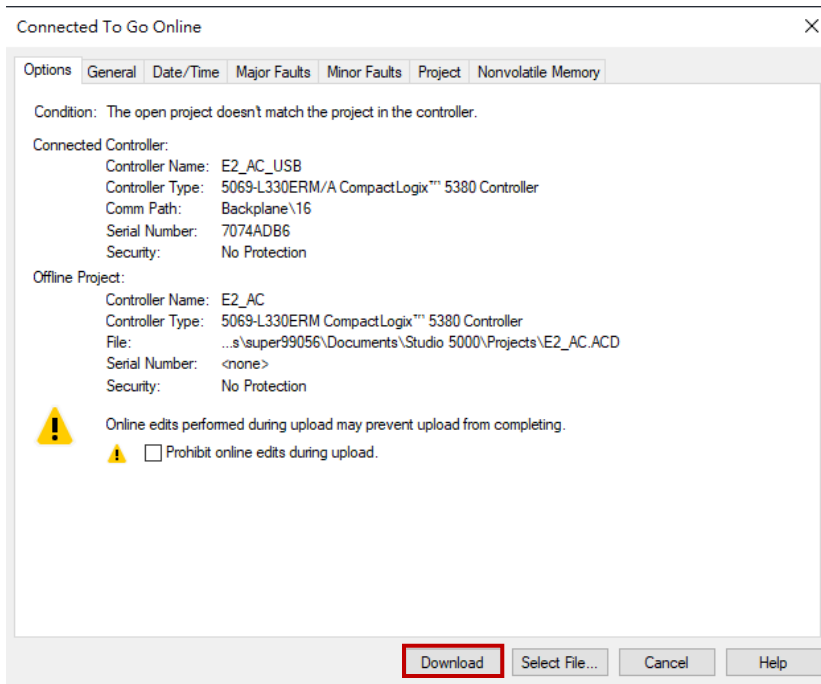 Connected To Go Online
Options General Date/Time Major Faults Minor Faults Project Nonvolatile Memory
Condition: The open project doesn't match the project in the controller.
Connected Controller:
Controller Name: E2_AC_USB
Controller Type: 5069-L330ERM/A CompactLogix™ 5380 Controller
Comm Path: Backplane\16
Serial Number: 7074ADB6
Security: No Protection
Offline Project:
Controller Name: E2_AC
Controller Type: 5069-L330ERM CompactLogix™ 5380 Controller
File: ...s\super99056\Documents\Studio 5000\Projects\E2_AC.ACD
Serial Number: <none>
Security: No Protection
Online edits performed during upload may prevent upload from completing.
Prohibit online edits during upload.
Download Select File... Cancel Help